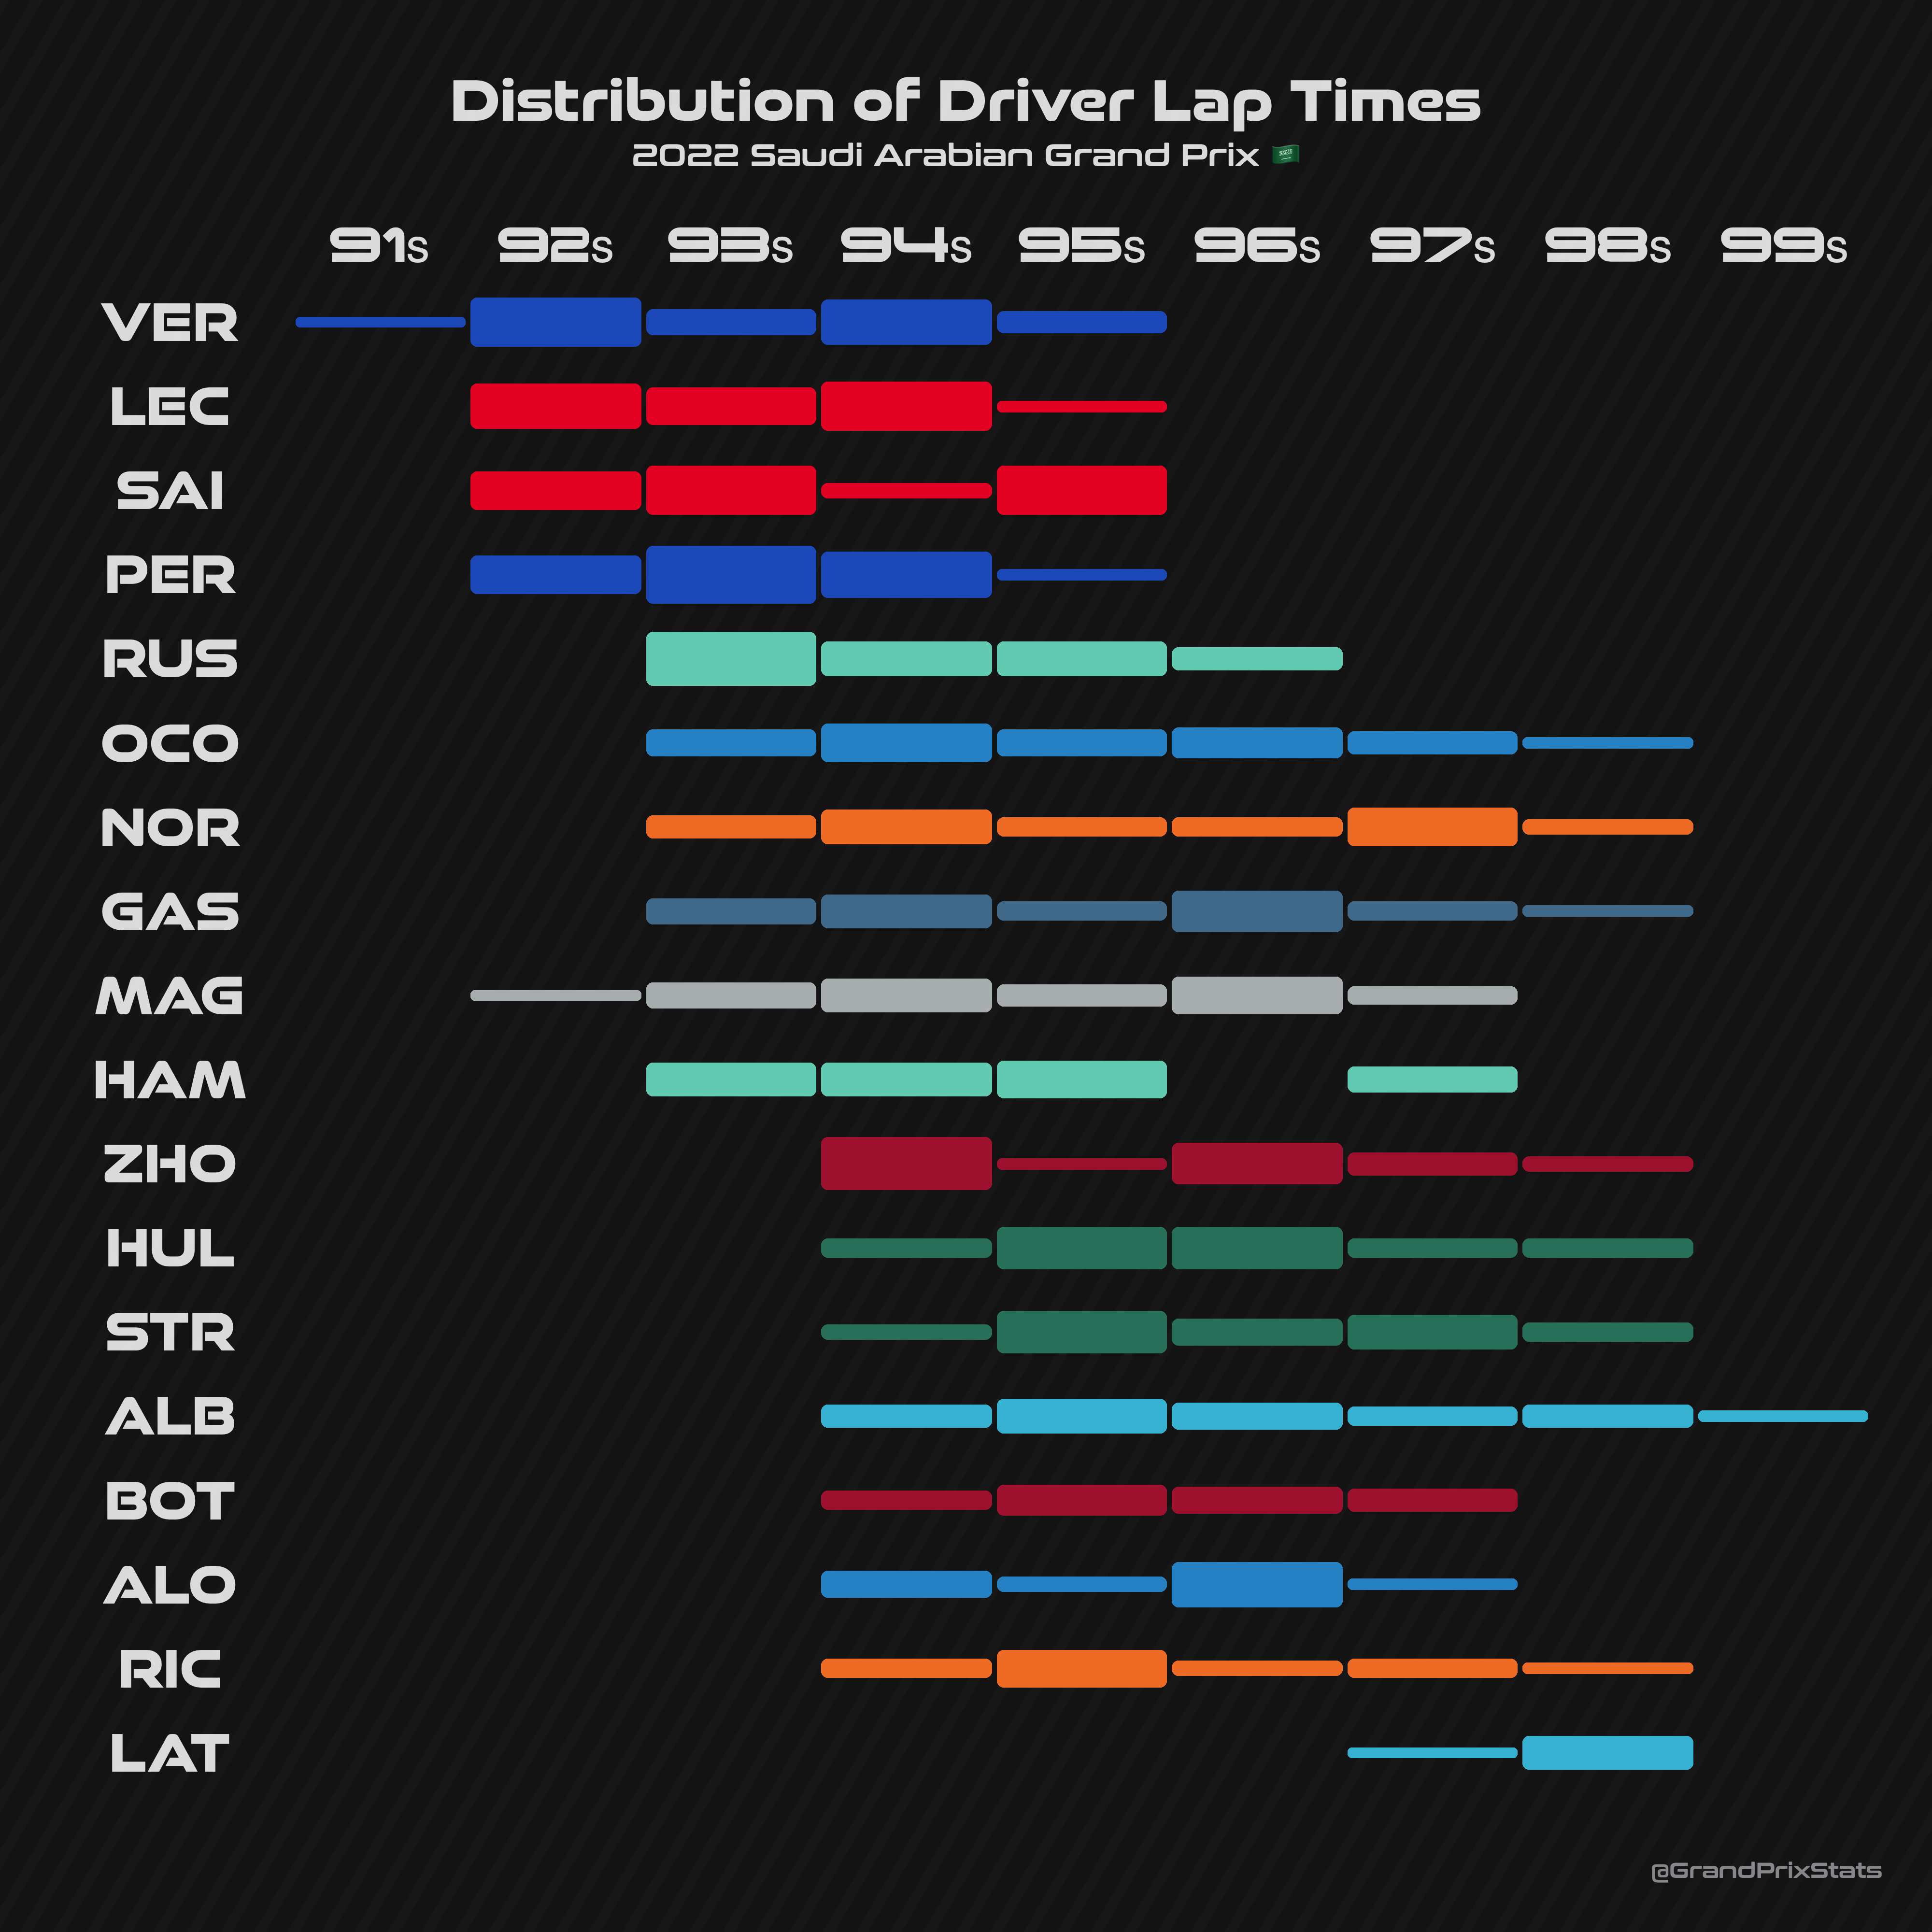 Distribution of Driver Lap Times
2022 Saudi Arabian Grand Prix 🇸🇦
91s 92s 93s 94s 95s 96s 97s 98s 99s
VER
LEC
SAI
PER
RUS
OCO
NOR
GAS
MAG
HAM
ZHO
HUL
STR
ALB
BOT
ALO
RIC
LAT
@GrandPrixStats